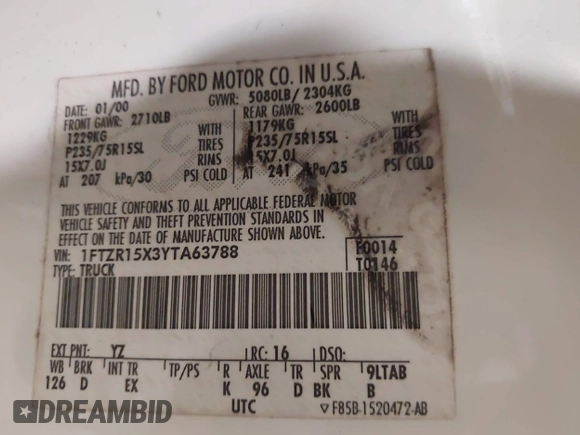 MFD. BY FORD MOTOR CO. IN U.S.A.
DATE: 01/00 GVWR: 5080LB/ 2304KG
FRONT GAWR: 2710LB REAR GAWR: 2600LB
1229KG WITH 1179KG WITH
P235/75R15SL TIRES P235/75R15SL TIRES
15X7.0J RIMS 15X7.0J RIMS
AT 207 kPa/30 PSI COLD AT 241 kPa/35 PSI COLD
THIS VEHICLE CONFORMS TO ALL APPLICABLE FEDERAL MOTOR
VEHICLE SAFETY AND THEFT PREVENTION STANDARDS IN
EFFECT ON THE DATE OF MANUFACTURE SHOWN ABOVE.
VIN: 1FTZR15X3YTA63788 F0014
TYPE: TRUCK T0146
EXT PNT: YZ RC: 16 DSO:
WB BRK INT TR TP/PS R AXLE TR SPR 9LTAB
126 D EX K 96 D BK B
UTC ▽ F85B-1520472-AB
DEALERSHIP DIRECT